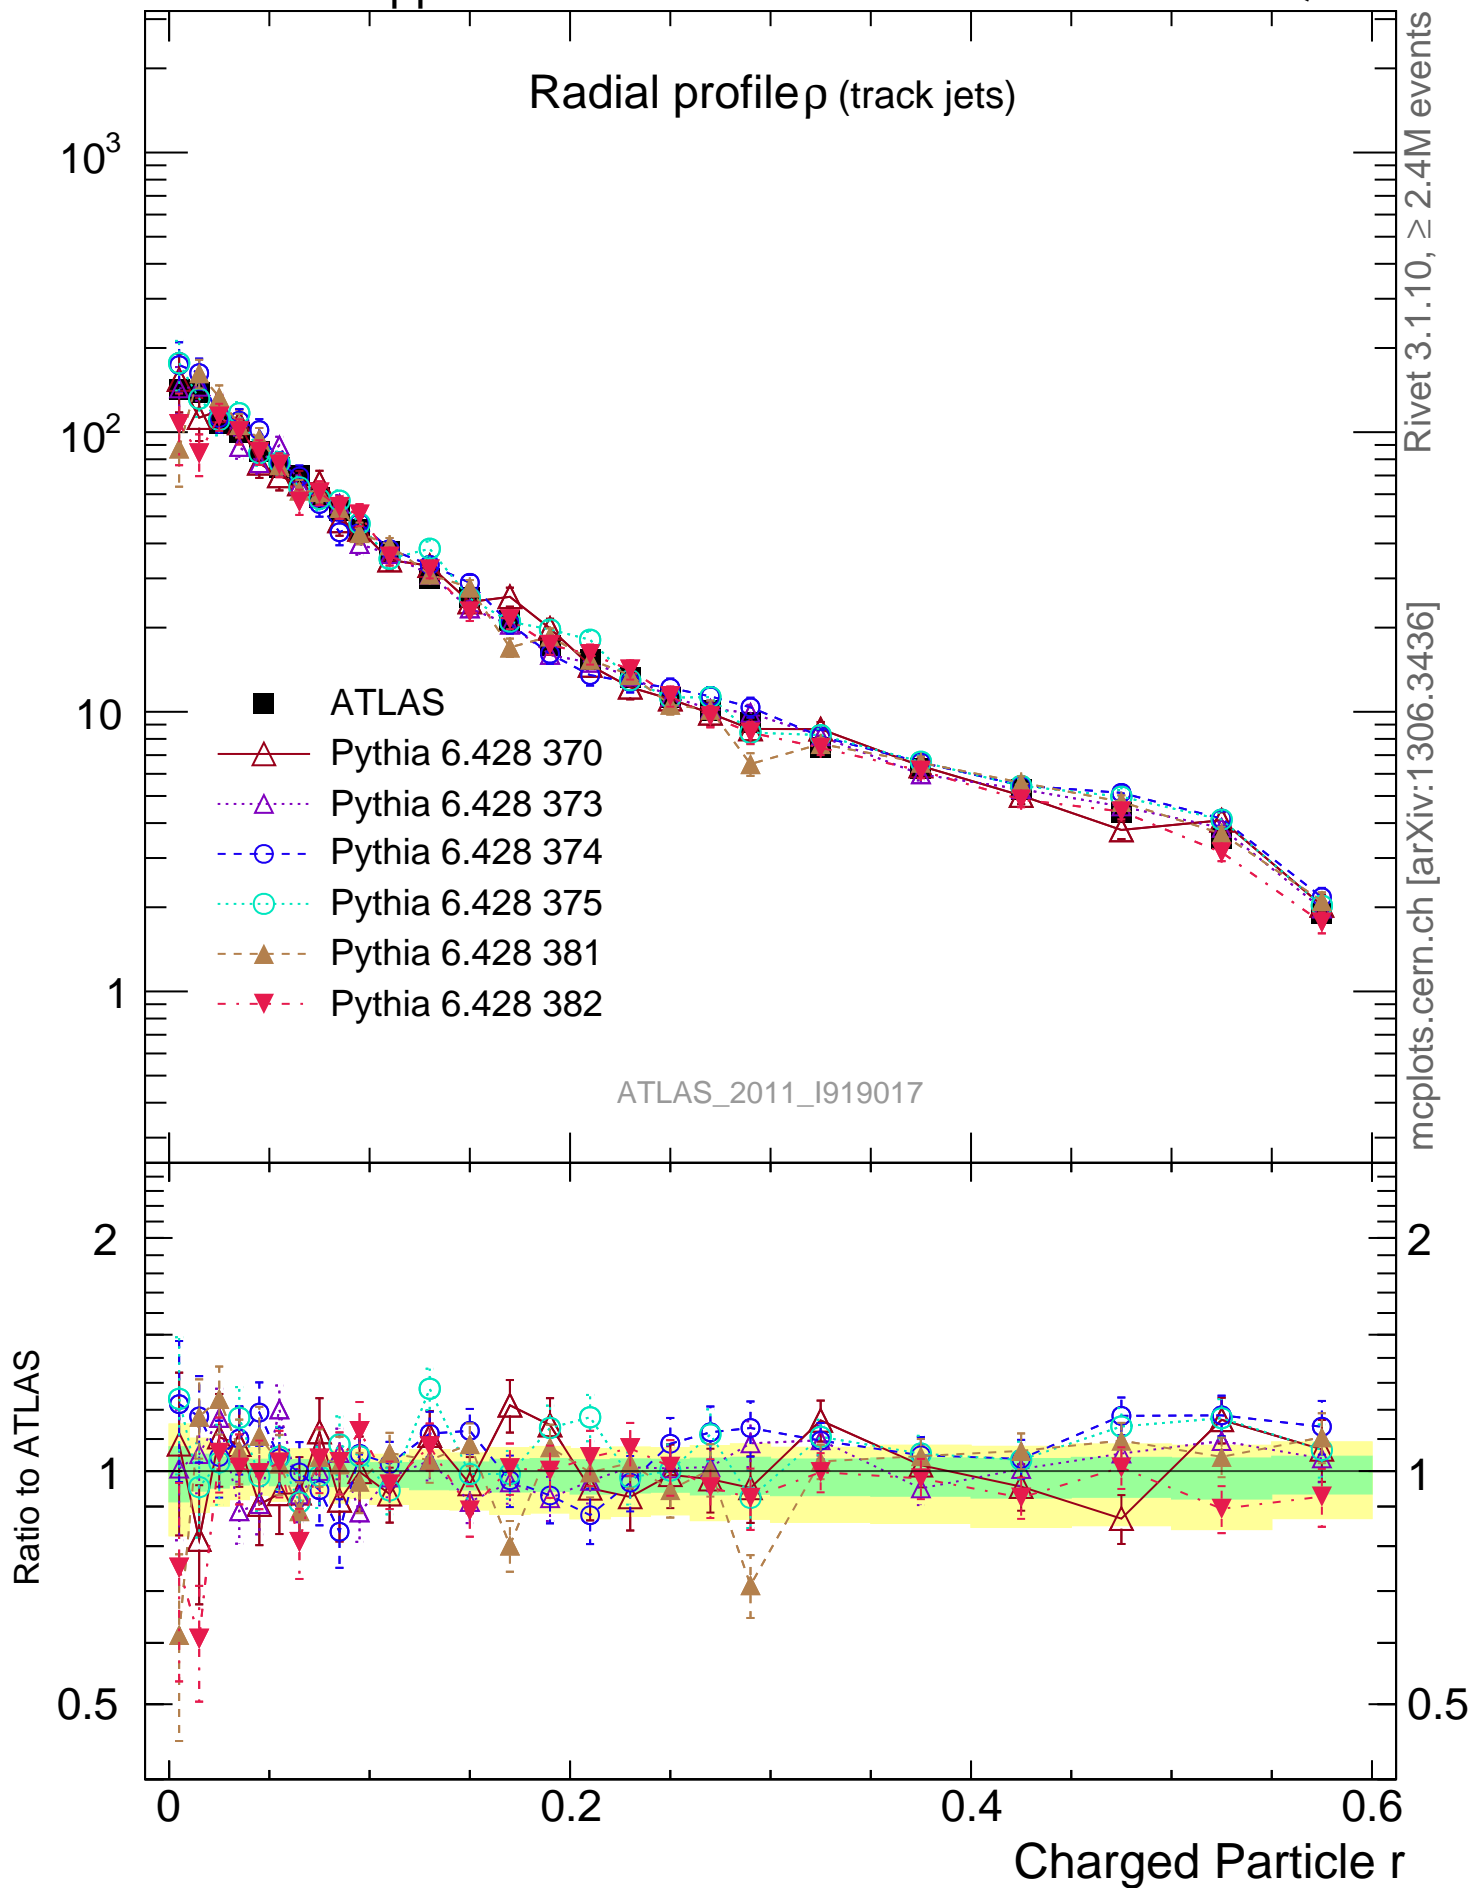 Radial profile ρ (track jets)
10³
10²
10
1
ATLAS
Pythia 6.428 370
Pythia 6.428 373
Pythia 6.428 374
Pythia 6.428 375
Pythia 6.428 381
Pythia 6.428 382
ATLAS_2011_I919017
Rivet 3.1.10, ≥ 2.4M events
mcplots.cern.ch [arXiv:1306.3436]
Ratio to ATLAS
2
1
0.5
2
1
0.5
0
0.2
0.4
0.6
Charged Particle r